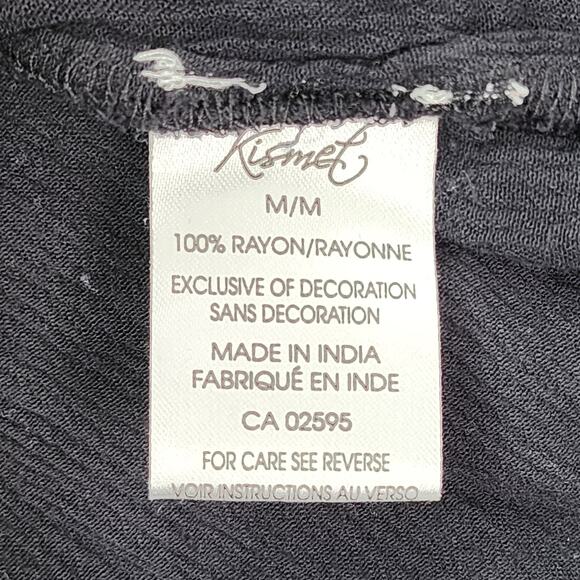 Kismet
M/M
100% RAYON/RAYONNE
EXCLUSIVE OF DECORATION
SANS DECORATION
MADE IN INDIA
FABRIQUÉ EN INDE
CA 02595
FOR CARE SEE REVERSE
VOIR INSTRUCTIONS AU VERSO